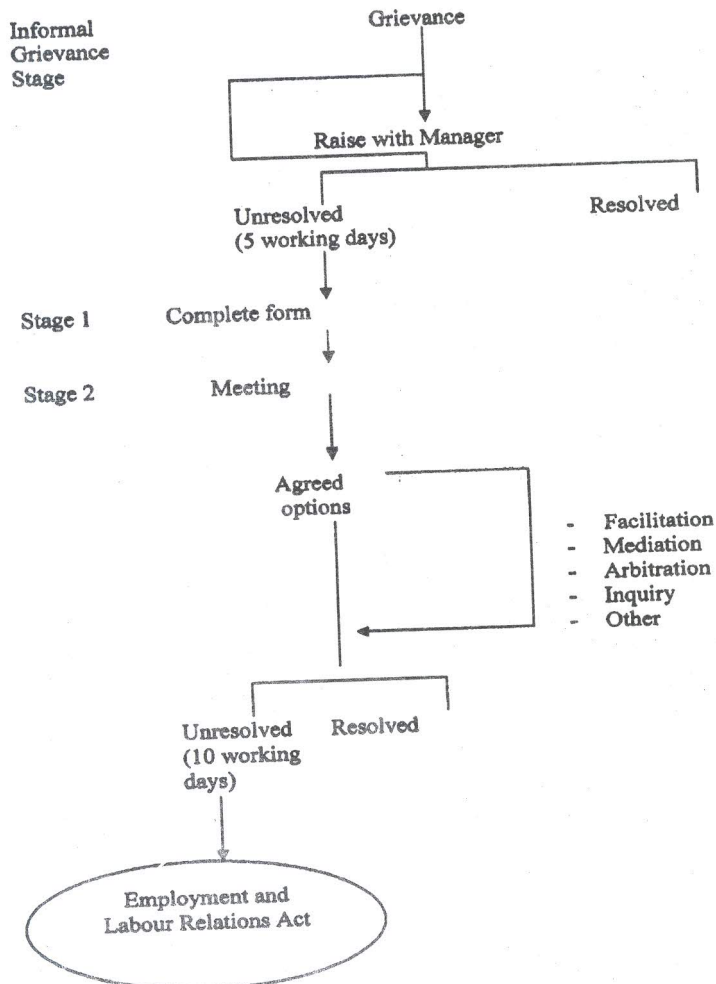 Informal
Grievance
Stage
Grievance
Raise with Manager
Unresolved
(5 working days)
Resolved
Stage 1
Complete form
Stage 2
Meeting
Agreed
options
- Facilitation
- Mediation
- Arbitration
- Inquiry
- Other
Unresolved
(10 working
days)
Resolved
Employment and
Labour Relations Act